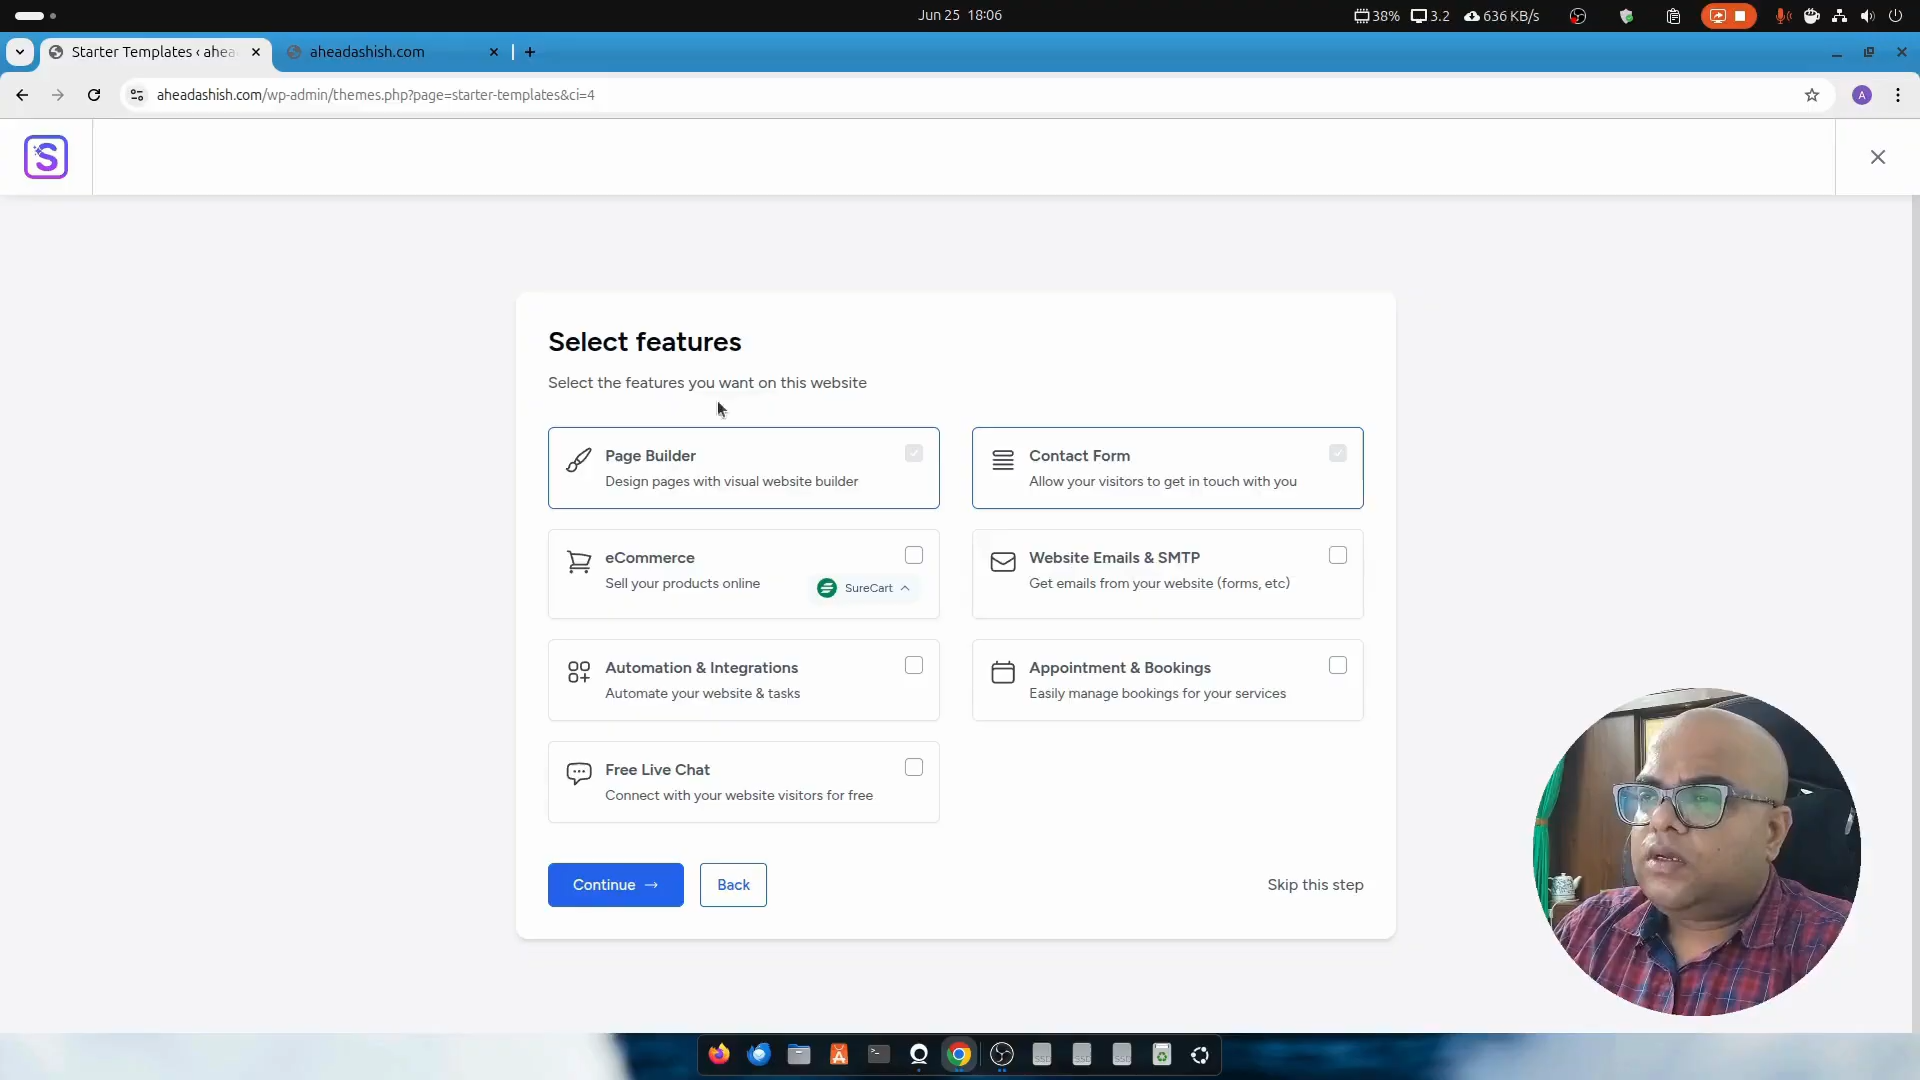 Jun 25 18:06
38% 3.2 636 KB/s
Starter Templates ‹ ahea
aheadashish.com
aheadashish.com/wp-admin/themes.php?page=starter-templates&ci=4
A
S
Select features
Select the features you want on this website
Page Builder
Design pages with visual website builder
Contact Form
Allow your visitors to get in touch with you
eCommerce
Sell your products online
SureCart
Website Emails & SMTP
Get emails from your website (forms, etc)
Automation & Integrations
Automate your website & tasks
Appointment & Bookings
Easily manage bookings for your services
Free Live Chat
Connect with your website visitors for free
Continue →
Back
Skip this step
SSD
SSD
SSD